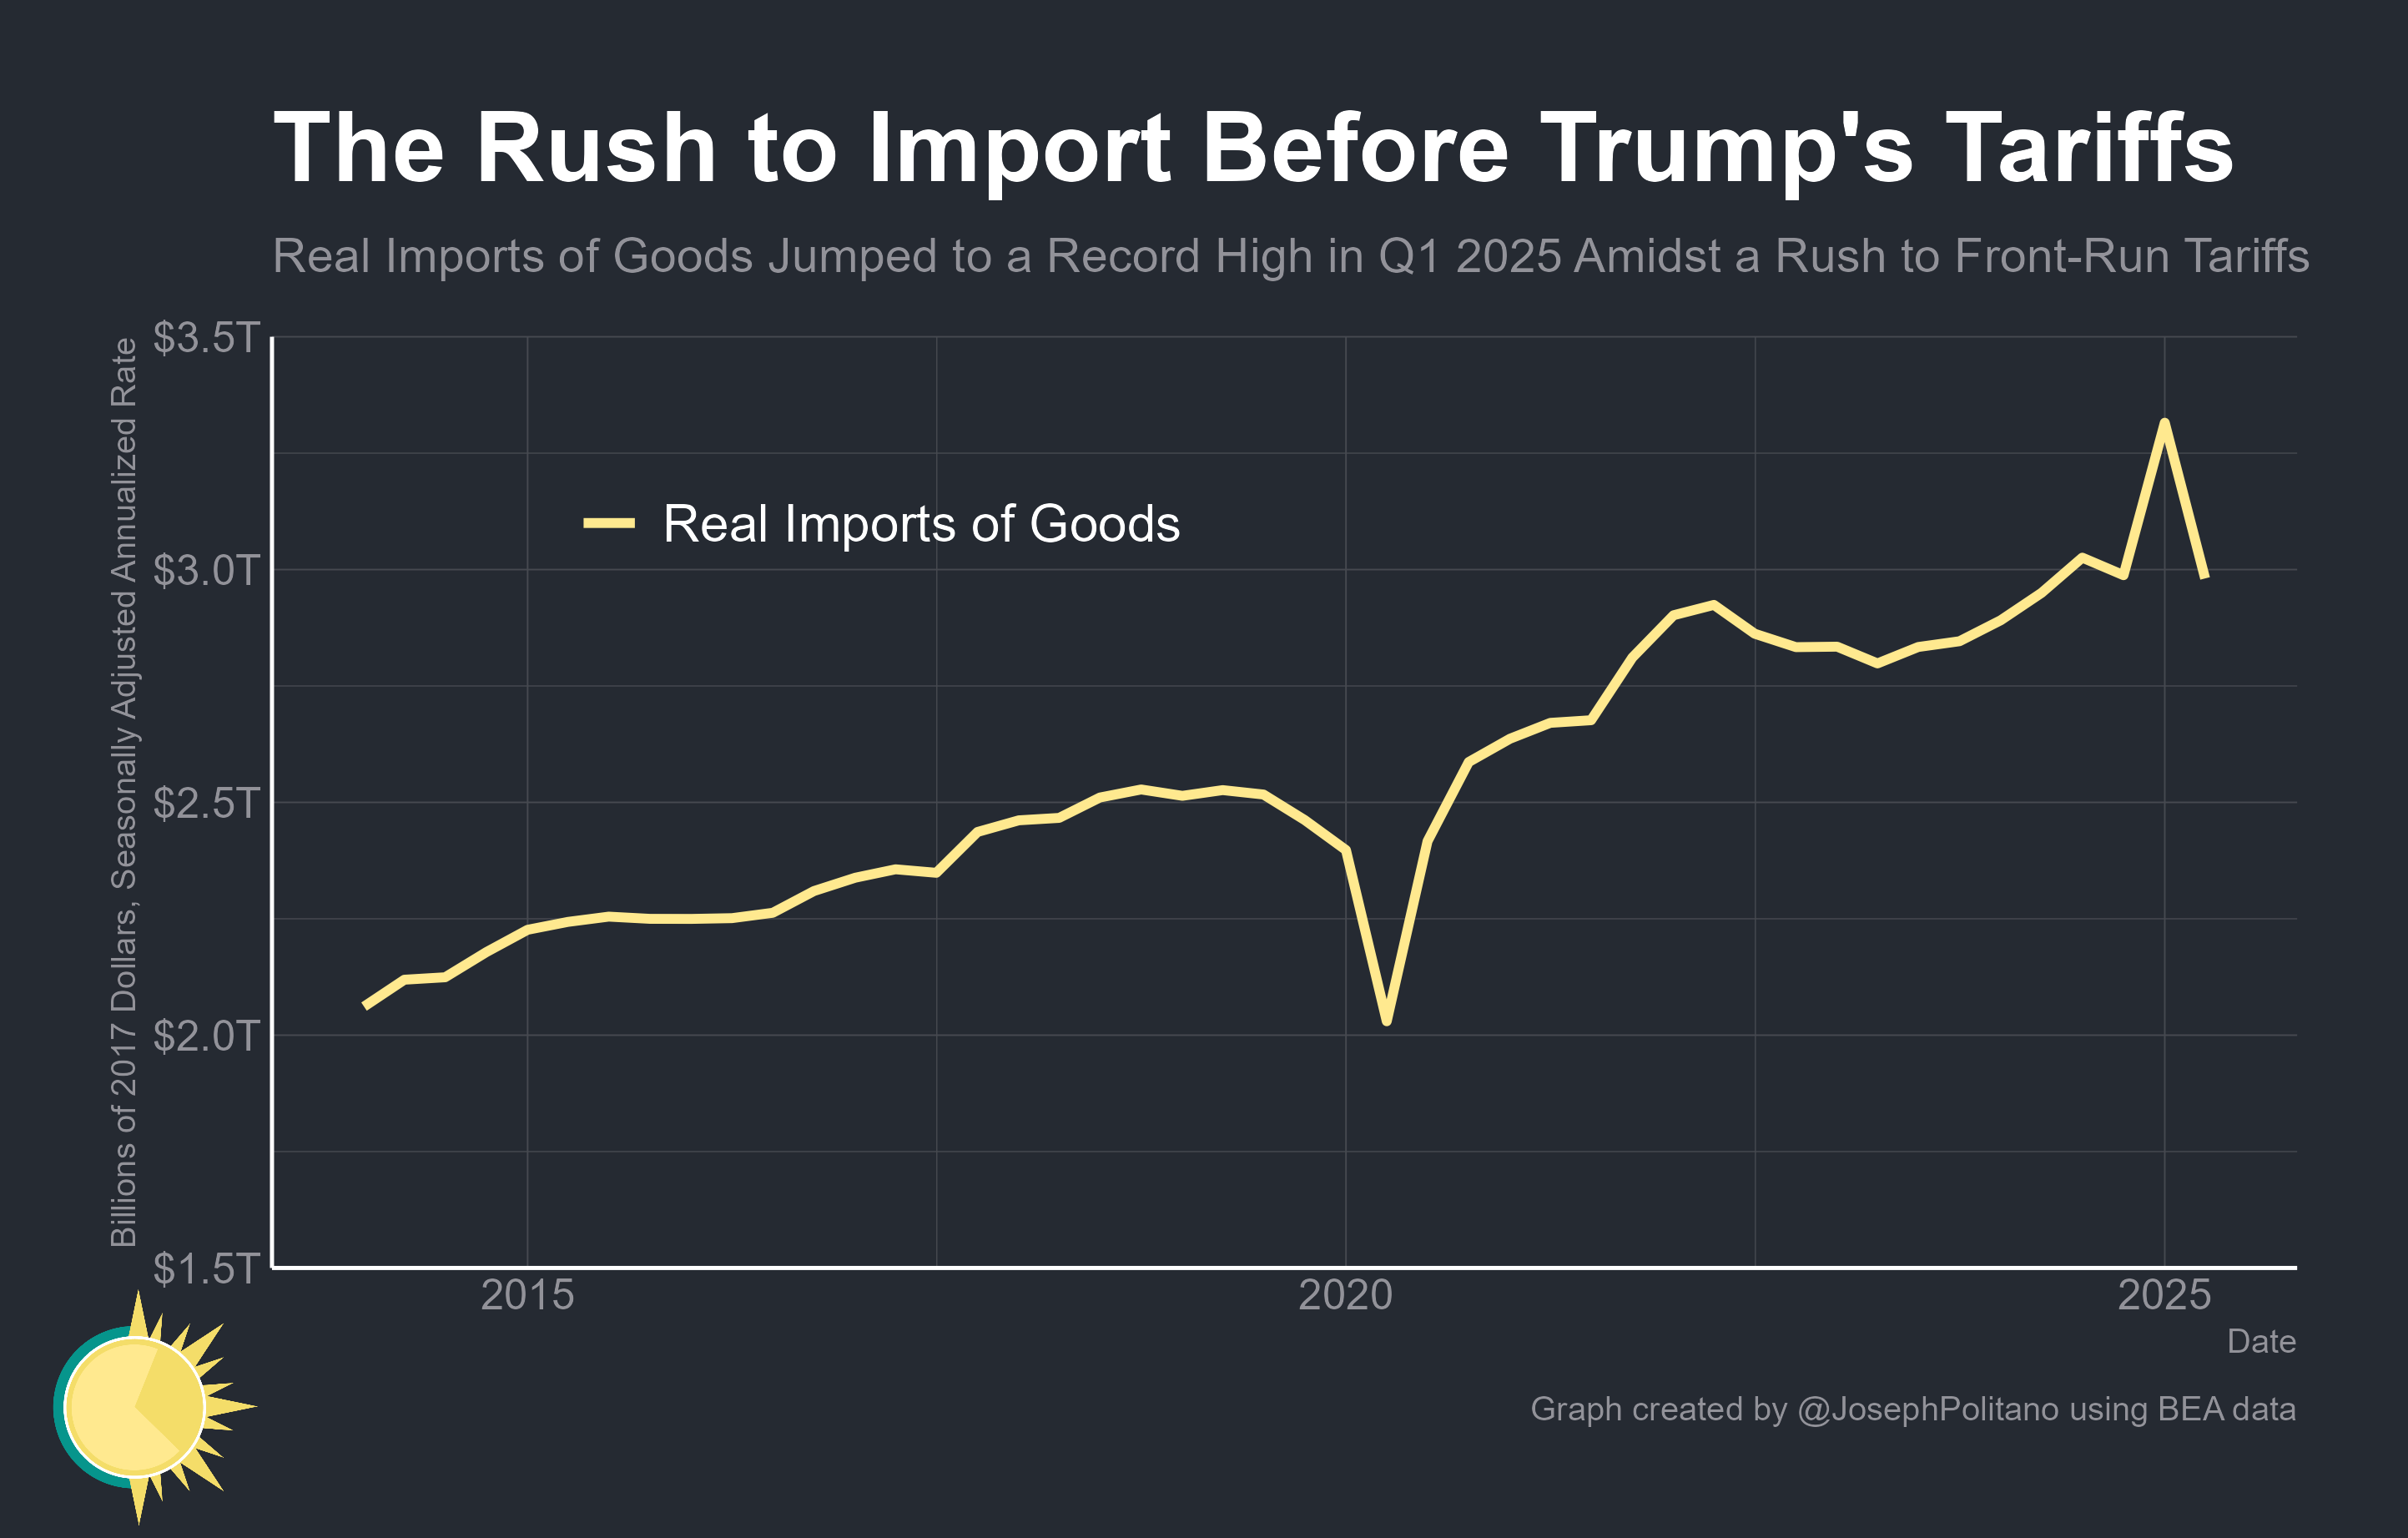 The Rush to Import Before Trump's Tariffs
Real Imports of Goods Jumped to a Record High in Q1 2025 Amidst a Rush to Front-Run Tariffs
Billions of 2017 Dollars, Seasonally Adjusted Annualized Rate
$3.5T
$3.0T
$2.5T
$2.0T
$1.5T
Real Imports of Goods
2015
2020
2025
Date
Graph created by @JosephPolitano using BEA data